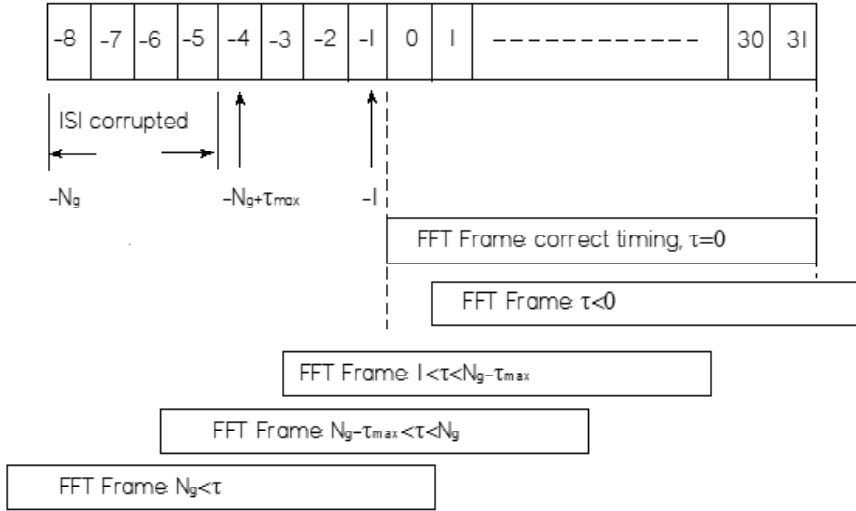 -8 -7 -6 -5 -4 -3 -2 -1 0 1 30 31
ISI corrupted
-Ng -Ng+τmax -1
FFT Frame: correct timing, τ=0
FFT Frame: τ<0
FFT Frame: 1<τ<Ng-τmax
FFT Frame: Ng-τmax<τ<Ng
FFT Frame: Ng<τ